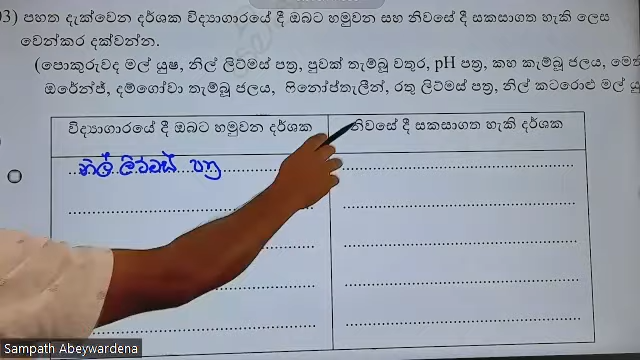 03) පහත දැක්වෙන දර්ශක විද්‍යාගාරයේ දී ඔබට හමුවන සහ නිවසේ දී සකසාගත හැකි ලෙස
වෙන්කර දක්වන්න.
(පොකුරුවද මල් යුෂ, නිල් ලිට්මස් පත්‍ර, පුවක් තැම්බූ වතුර, pH පත්‍ර, කහ කැම්බූ ජලය,
ඔරේන්ජ්, දම්ගෝවා තැම්බූ ජලය, ෆිනෝප්තලීන්, රතු ලිට්මස් පත්‍ර, නිල් කටරොළු මල්
විද්‍යාගාරයේ දී ඔබට හමුවන දර්ශක
නිවසේ දී සකසාගත හැකි දර්ශක
නිල් ලිට්මස් පත්‍ර
Sampath Abeywardena